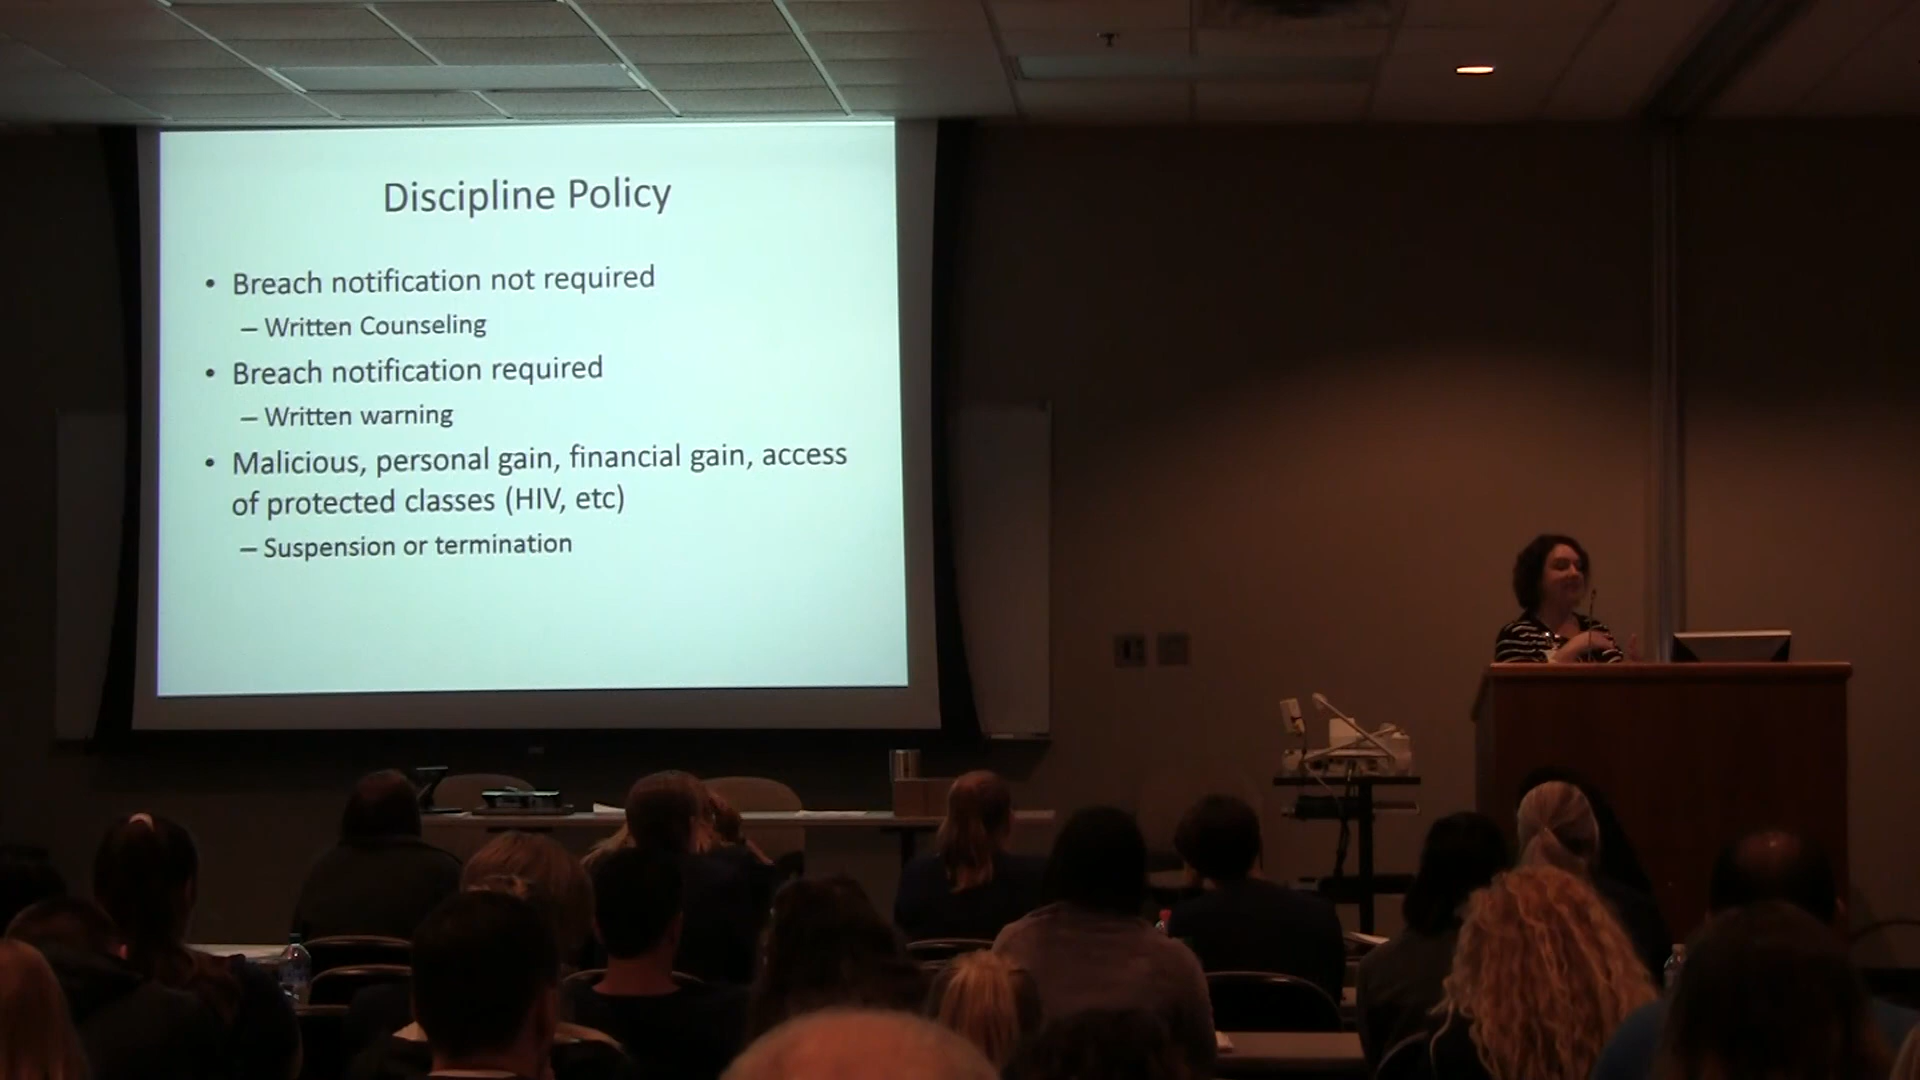 Discipline Policy
• Breach notification not required
– Written Counseling
• Breach notification required
– Written warning
• Malicious, personal gain, financial gain, access
of protected classes (HIV, etc)
– Suspension or termination